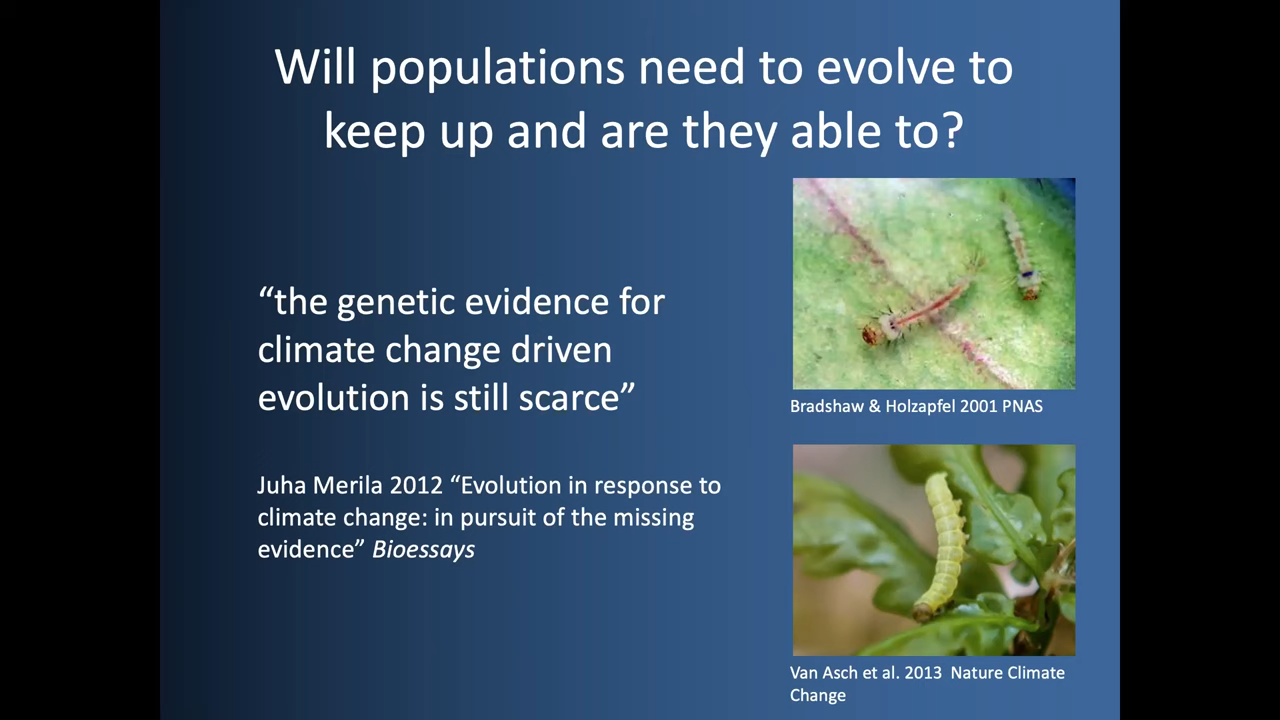 Will populations need to evolve to
keep up and are they able to?
“the genetic evidence for
climate change driven
evolution is still scarce”
Juha Merila 2012 “Evolution in response to
climate change: in pursuit of the missing
evidence” Bioessays
Bradshaw & Holzapfel 2001 PNAS
Van Asch et al. 2013 Nature Climate
Change